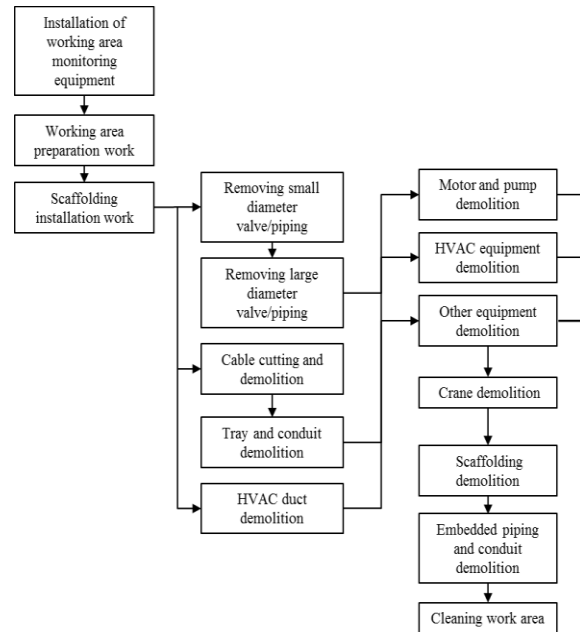 Installation of
working area
monitoring
equipment
Working area
preparation work
Scaffolding
installation work
Removing small
diameter
valve/piping
Removing large
diameter
valve/piping
Cable cutting and
demolition
Tray and conduit
demolition
HVAC duct
demolition
Motor and pump
demolition
HVAC equipment
demolition
Other equipment
demolition
Crane demolition
Scaffolding
demolition
Embedded piping
and conduit
demolition
Cleaning work area